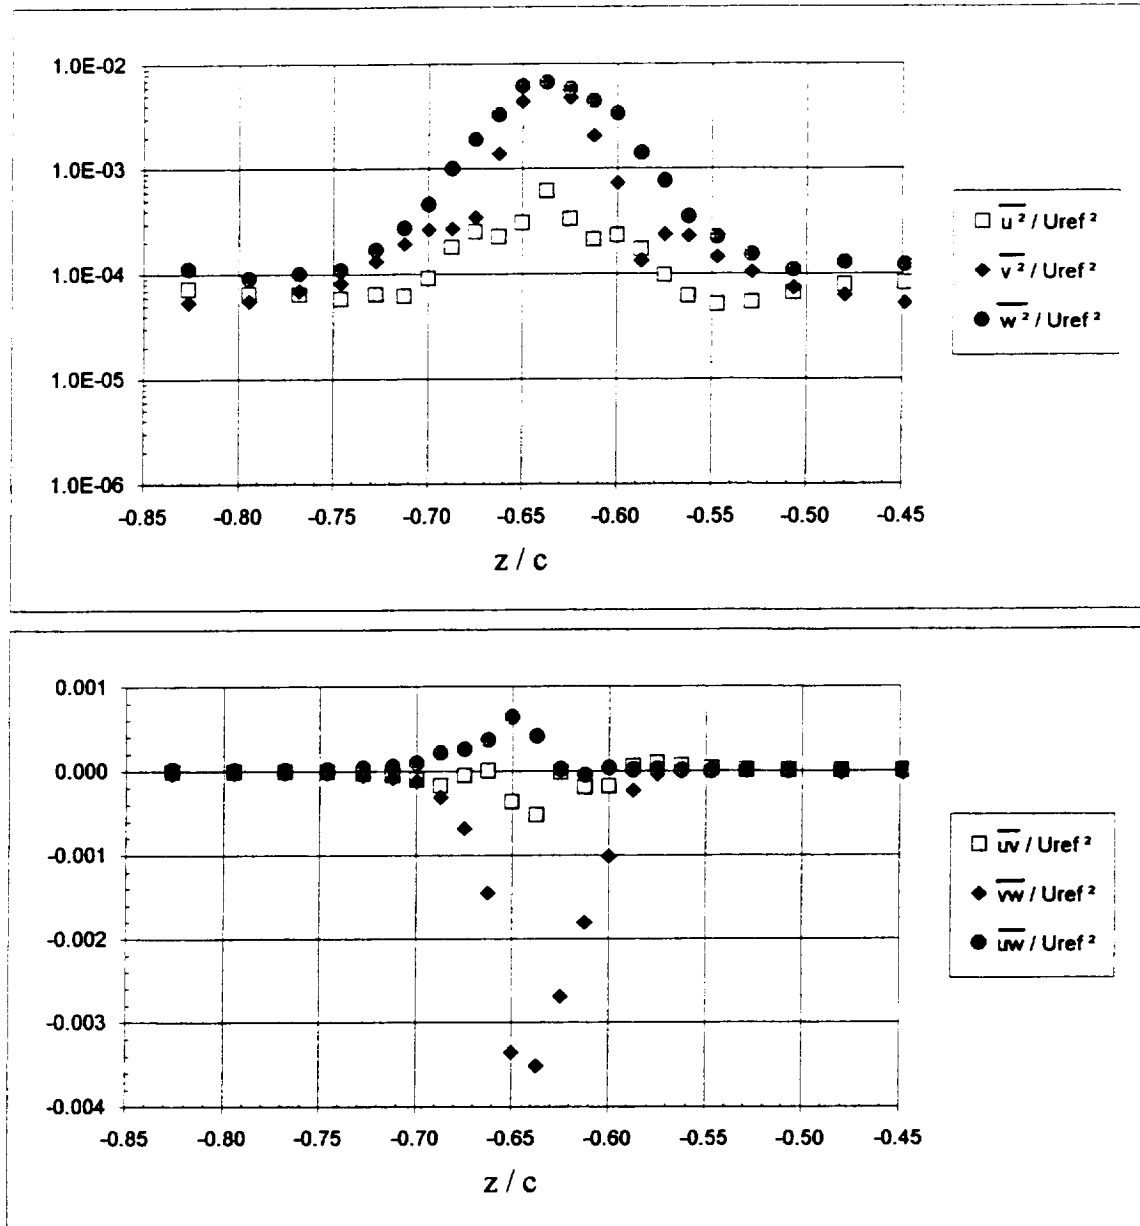 1.0E-02
1.0E-03
1.0E-04
1.0E-05
1.0E-06
-0.85 -0.80 -0.75 -0.70 -0.65 -0.60 -0.55 -0.50 -0.45
z / c
u² / Uref²
v² / Uref²
w² / Uref²
0.001
0.000
-0.001
-0.002
-0.003
-0.004
-0.85 -0.80 -0.75 -0.70 -0.65 -0.60 -0.55 -0.50 -0.45
z / c
uv / Uref²
vw / Uref²
uw / Uref²